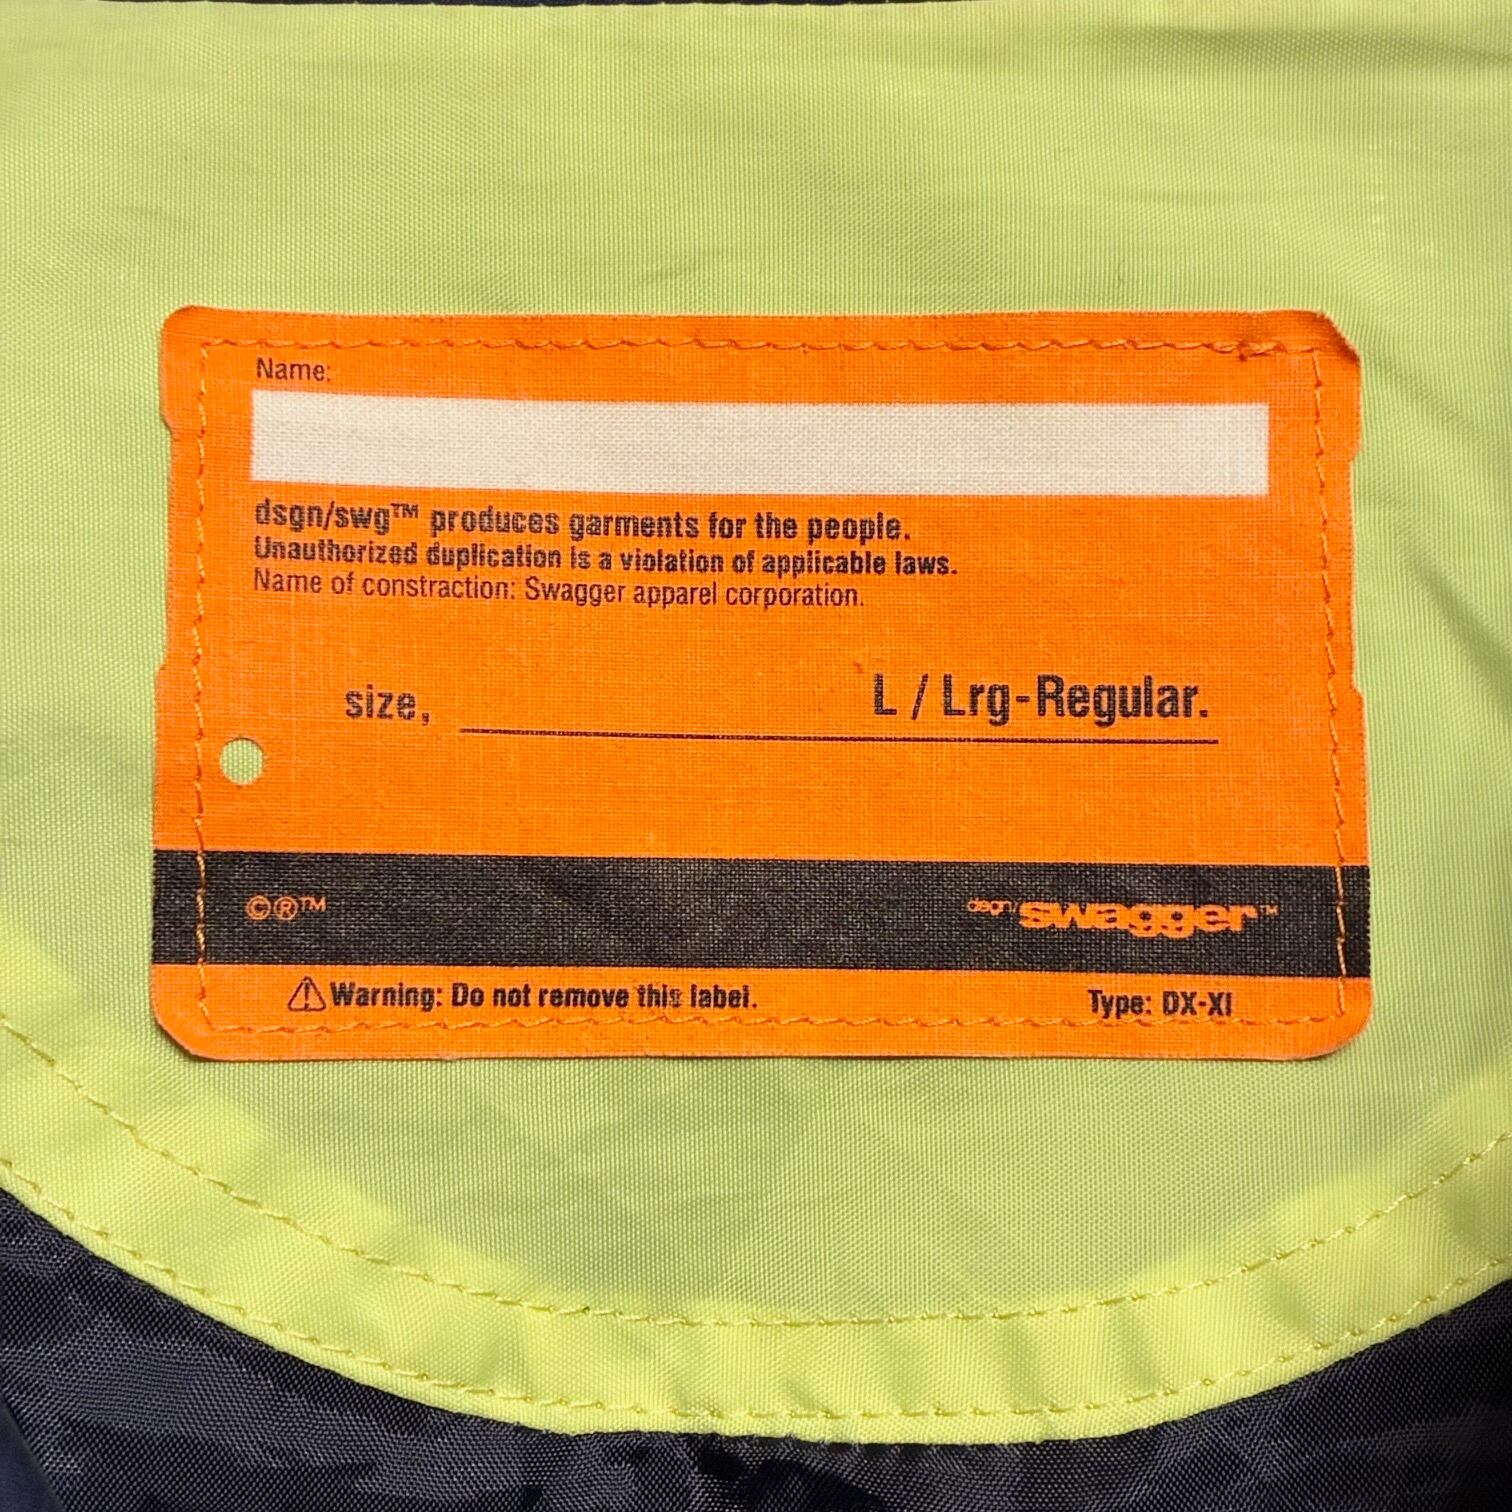 Name:
dsgn/swg™ produces garments for the people.
Unauthorized duplication is a violation of applicable laws.
Name of constraction: Swagger apparel corporation.
size, L / Lrg-Regular.
©®™ dsgn/swagger™
⚠Warning: Do not remove this label. Type: DX-XI